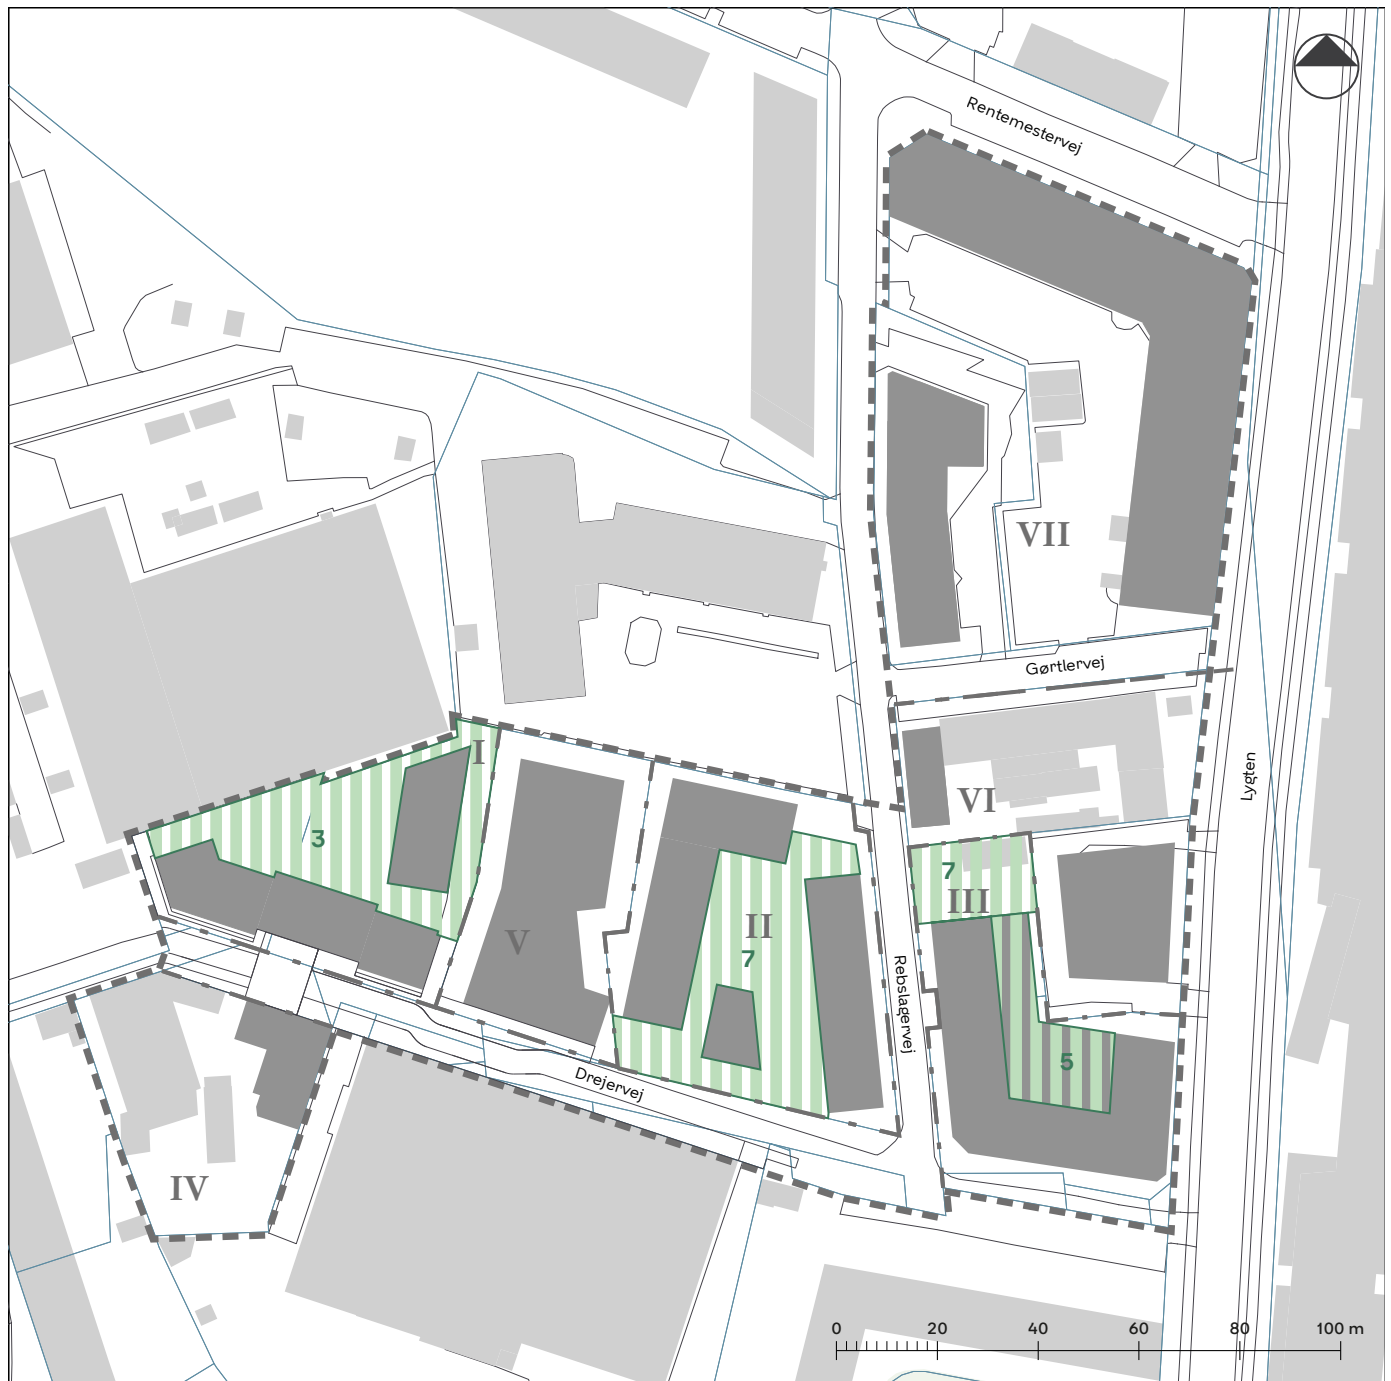 Rentemestervej
VII
Gørtlervej
I
Lygten
VI
3
7
III
II
V
7
Rebslagervej
5
Drejervej
IV
0 20 40 60 80 100 m